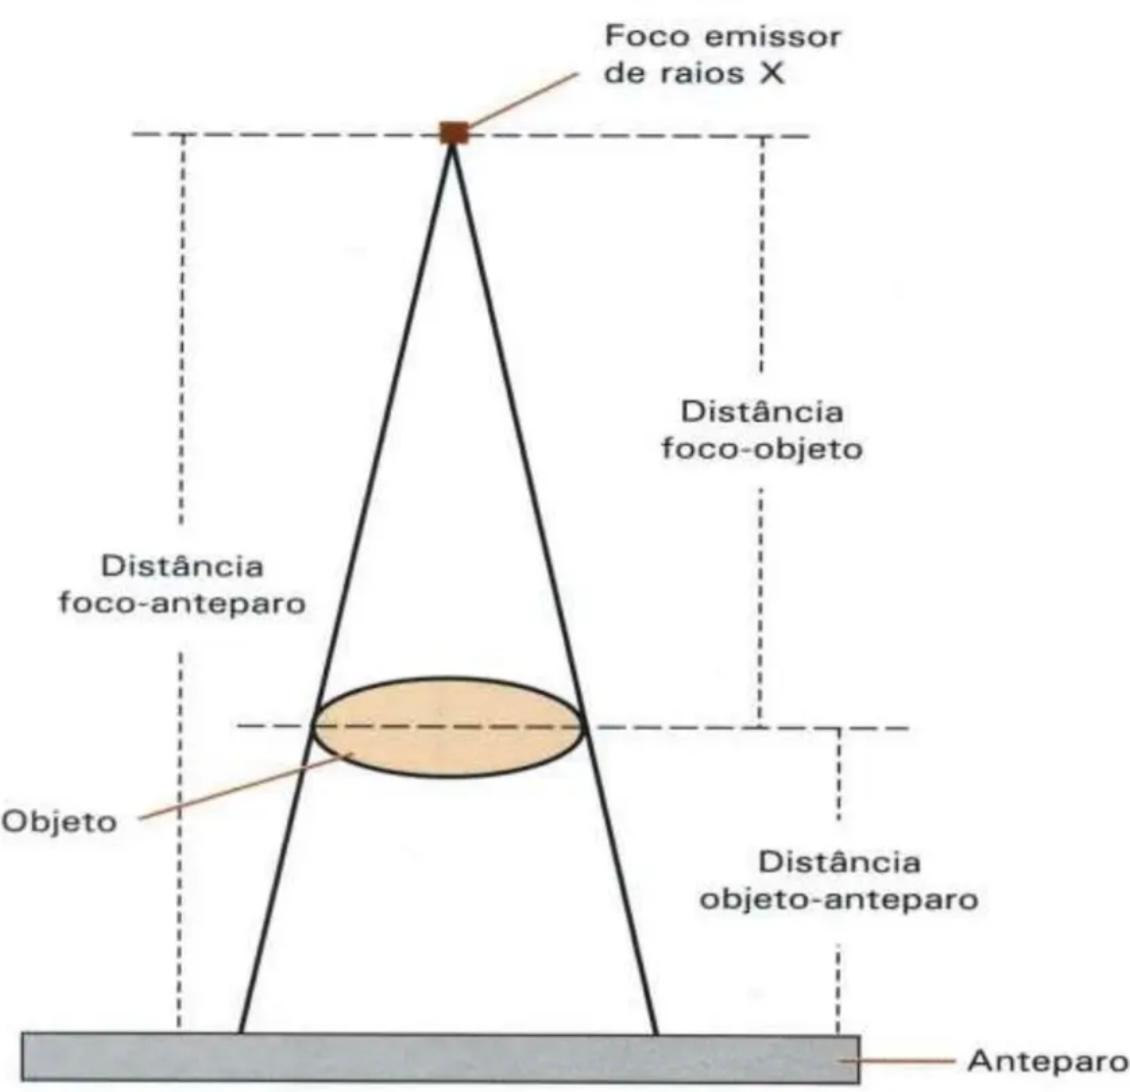 Foco emissor
de raios X
Distância
foco-objeto
Distância
foco-anteparo
Objeto
Distância
objeto-anteparo
Anteparo